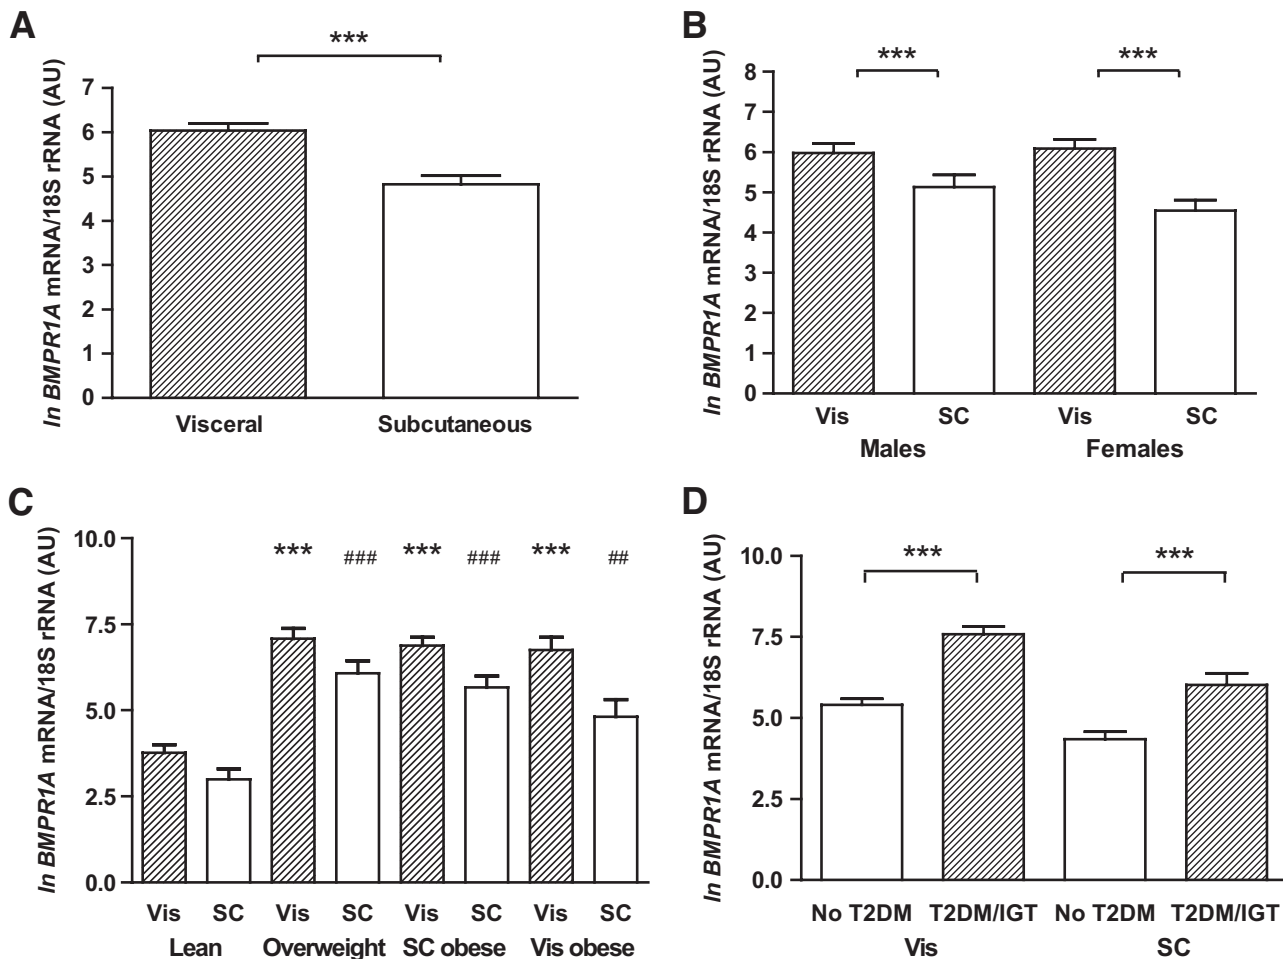 A
ln BMPR1A mRNA/18S rRNA (AU)
***
7
6
5
4
3
2
1
0
Visceral Subcutaneous
B
ln BMPR1A mRNA/18S rRNA (AU)
*** ***
8
7
6
5
4
3
2
1
0
Vis SC Vis SC
Males Females
C
ln BMPR1A mRNA/18S rRNA (AU)
*** ### *** ### *** ##
10.0
7.5
5.0
2.5
0.0
Vis SC Vis SC Vis SC Vis SC
Lean Overweight SC obese Vis obese
D
ln BMPR1A mRNA/18S rRNA (AU)
*** ***
10.0
7.5
5.0
2.5
0.0
No T2DM T2DM/IGT No T2DM T2DM/IGT
Vis SC